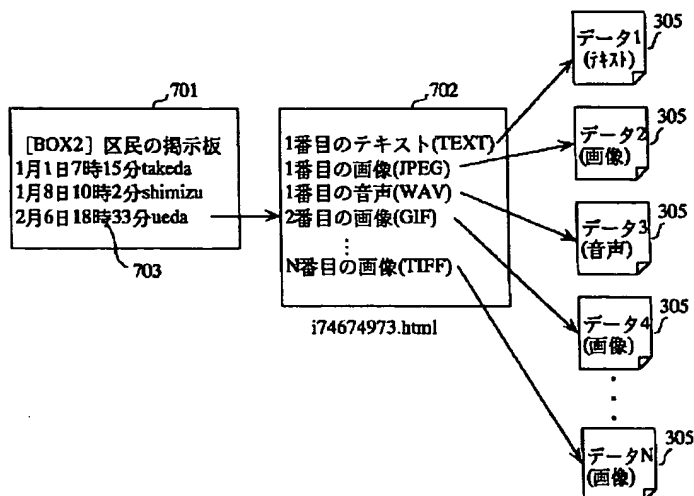 701
[BOX2] 区民の掲示板
1月1日7時15分takeda
1月8日10時2分shimizu
2月6日18時33分ueda
703
702
1番目のテキスト(TEXT)
1番目の画像(JPEG)
1番目の音声(WAV)
2番目の画像(GIF)
⋮
N番目の画像(TIFF)
i74674973.html
305
データ1
(テキスト)
305
データ2
(画像)
305
データ3
(音声)
305
データ4
(画像)
305
データN
(画像)